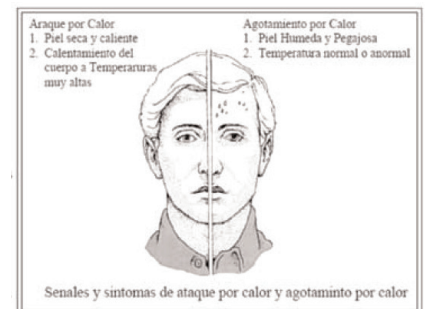 Araque por Calor
1. Piel seca y caliente
2. Calentamiento del
cuerpo a Temperaruras
muy altas
Agotamiento por Calor
1. Piel Humeda y Pegajosa
2. Temperatura normal o anormal
Senales y sintomas de ataque por calor y agotaminto por calor